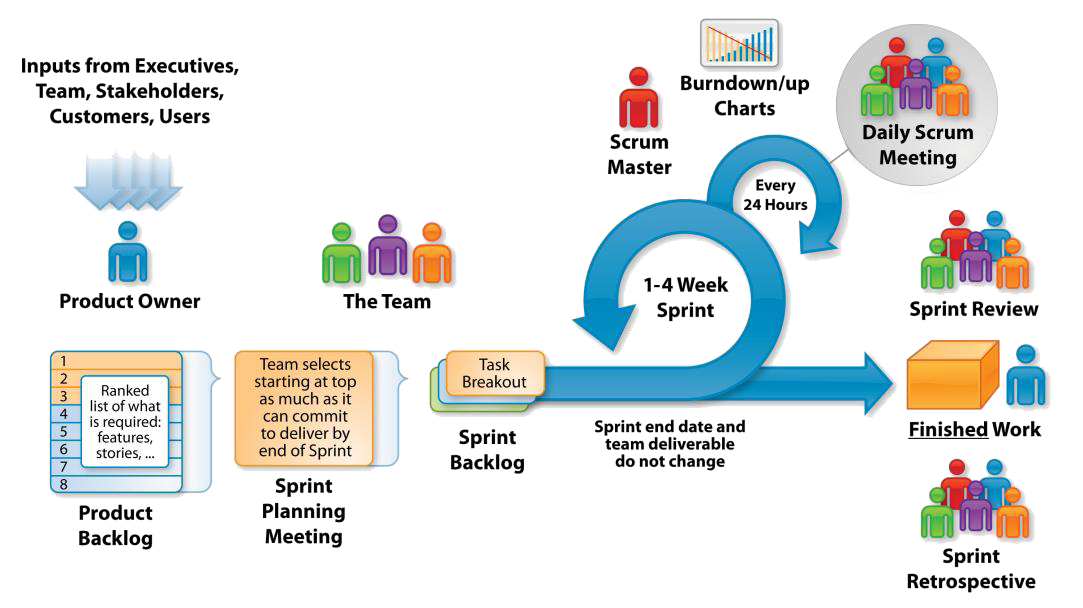 Inputs from Executives,
Team, Stakeholders,
Customers, Users
Product Owner
The Team
1
2
3
4
5
6
7
8
Ranked
list of what
is required:
features,
stories, ...
Product
Backlog
Team selects
starting at top
as much as it
can commit
to deliver by
end of Sprint
Sprint
Planning
Meeting
Task
Breakout
Sprint
Backlog
Scrum
Master
Burndown/up
Charts
Daily Scrum
Meeting
Every
24 Hours
1-4 Week
Sprint
Sprint end date and
team deliverable
do not change
Sprint Review
Finished Work
Sprint
Retrospective